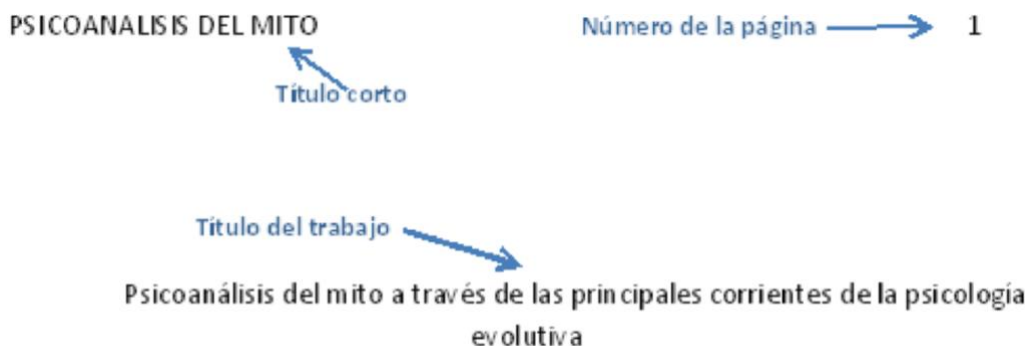 PSICOANALISIS DEL MITO Número de la página 1
Título corto
Título del trabajo
Psicoanálisis del mito a través de las principales corrientes de la psicología
evolutiva